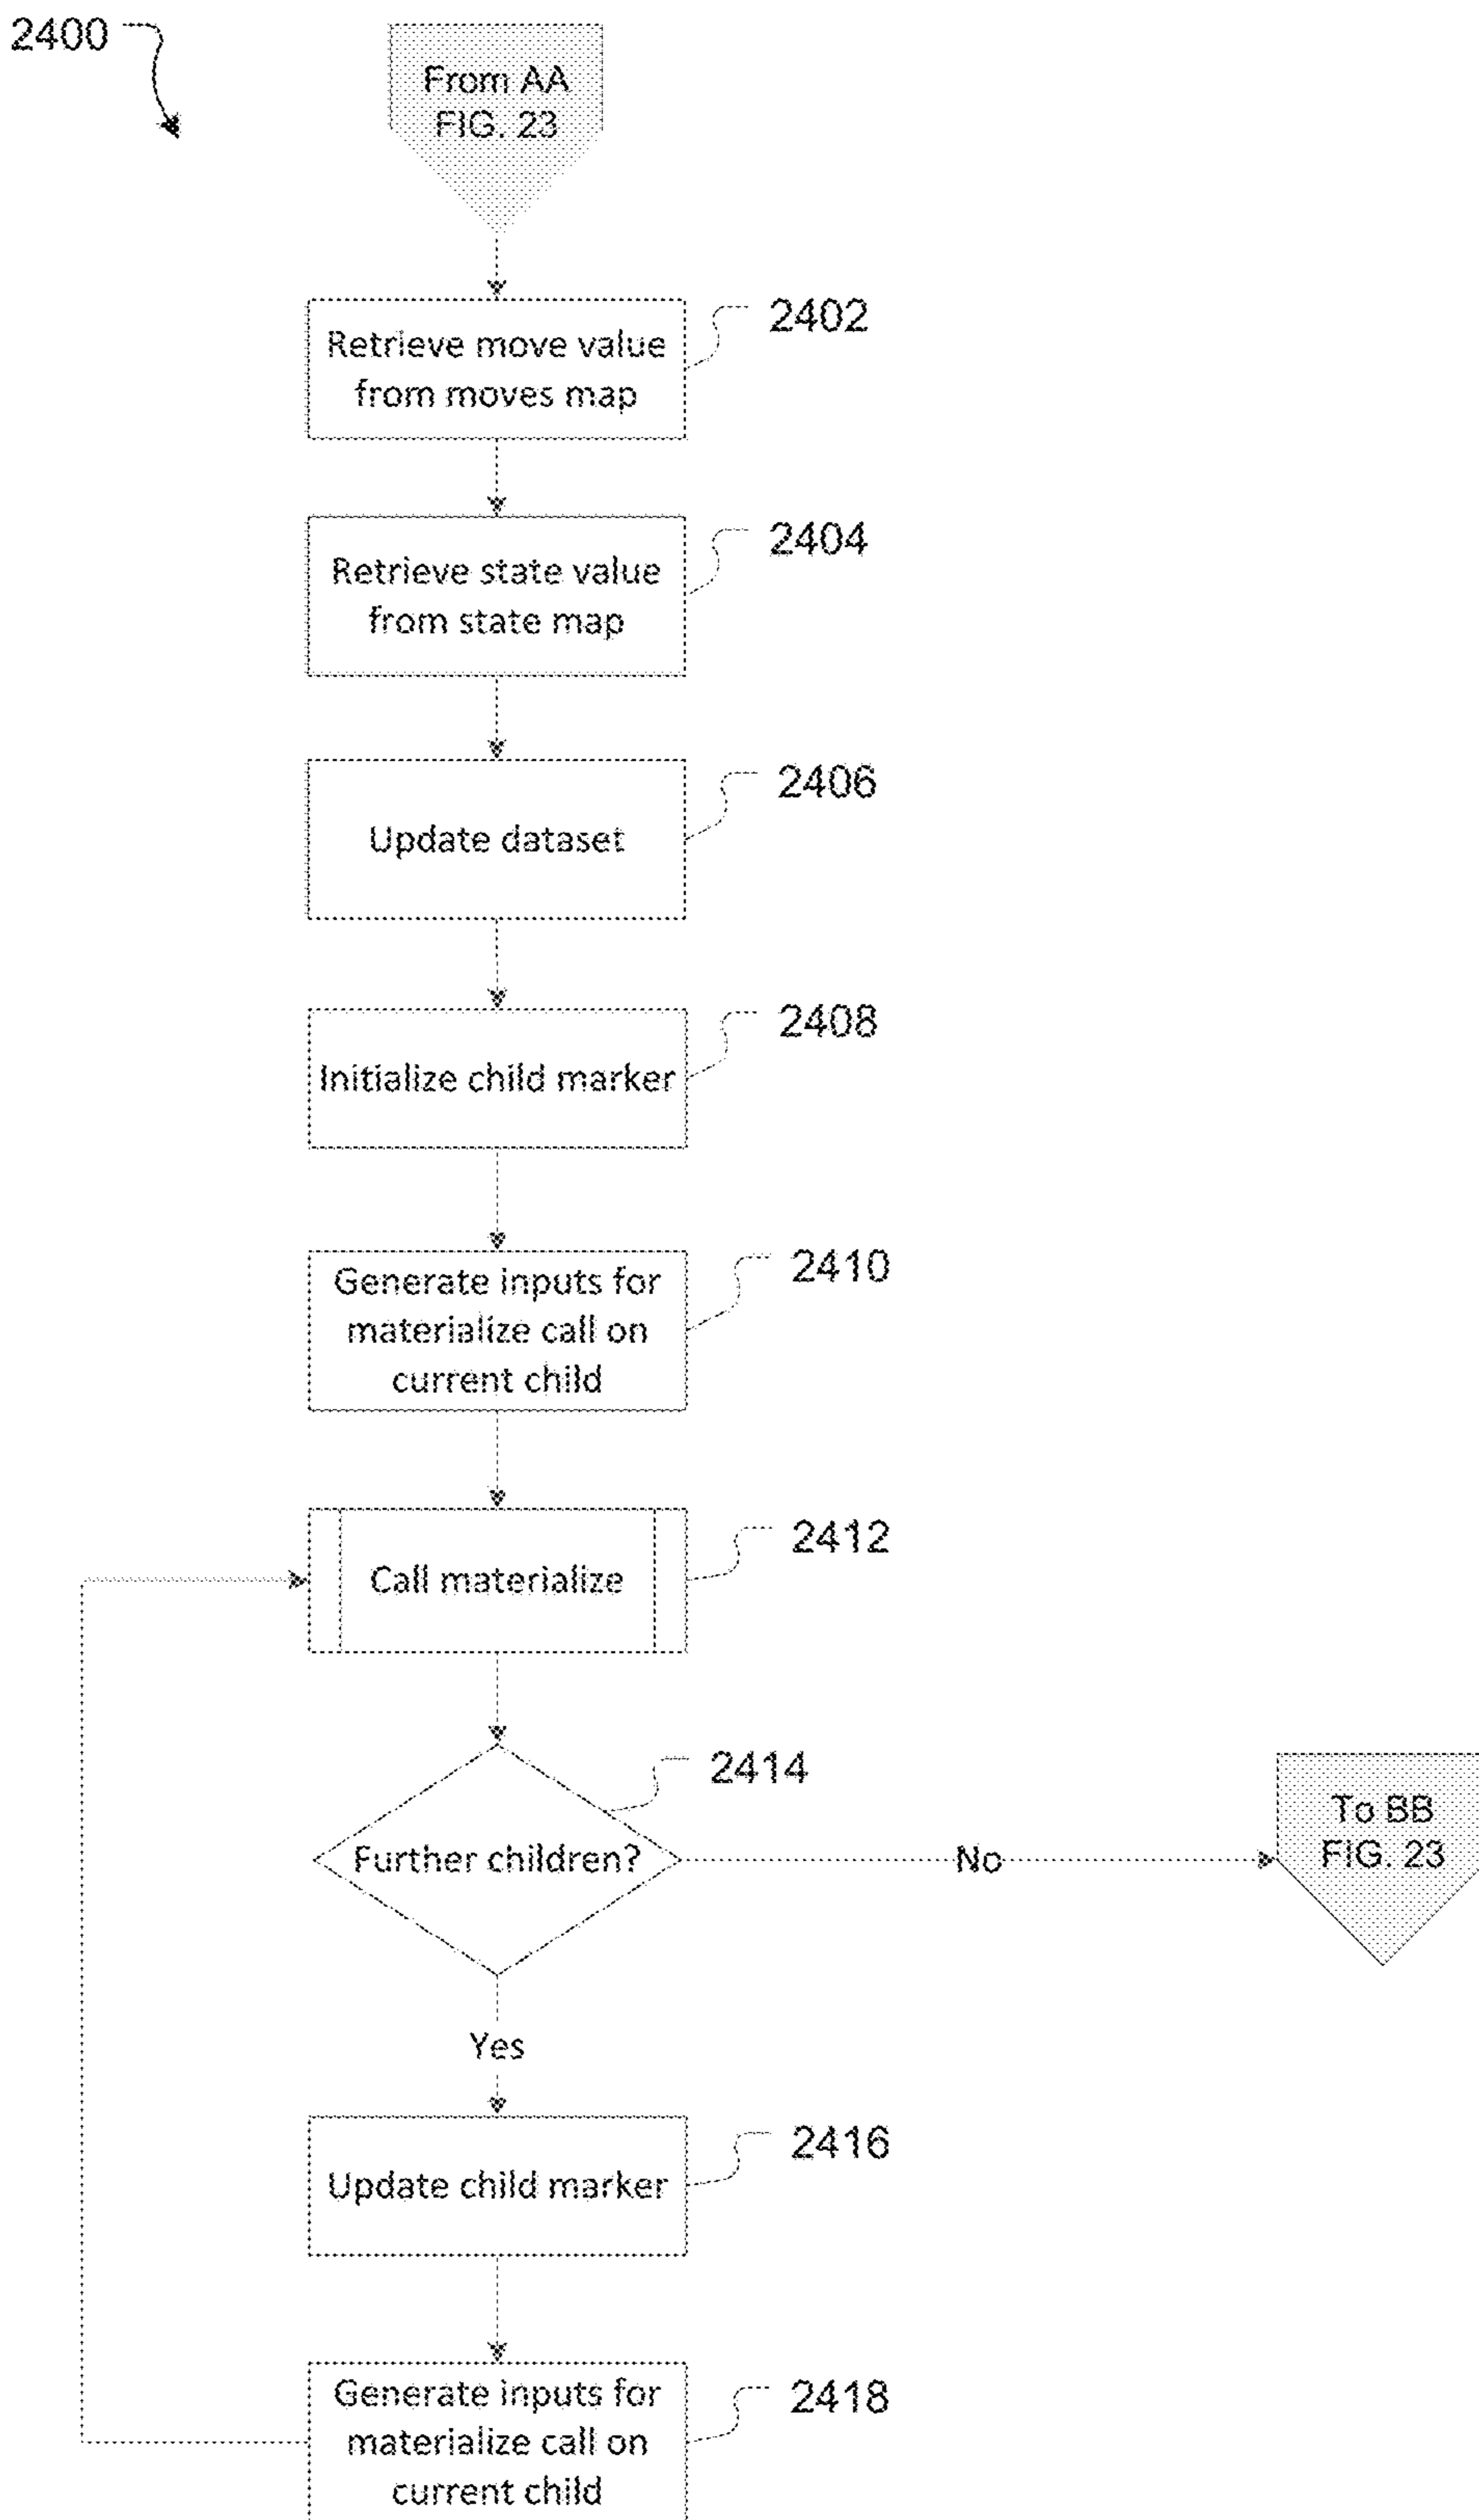 2400
From AA
FIG. 23
Retrieve move value
from moves map
2402
Retrieve state value
from state map
2404
Update dataset
2406
Initialize child marker
2408
Generate inputs for
materialize call on
current child
2410
Call materialize
2412
Further children?
2414
No
To BB
FIG. 23
Yes
Update child marker
2416
Generate inputs for
materialize call on
current child
2418